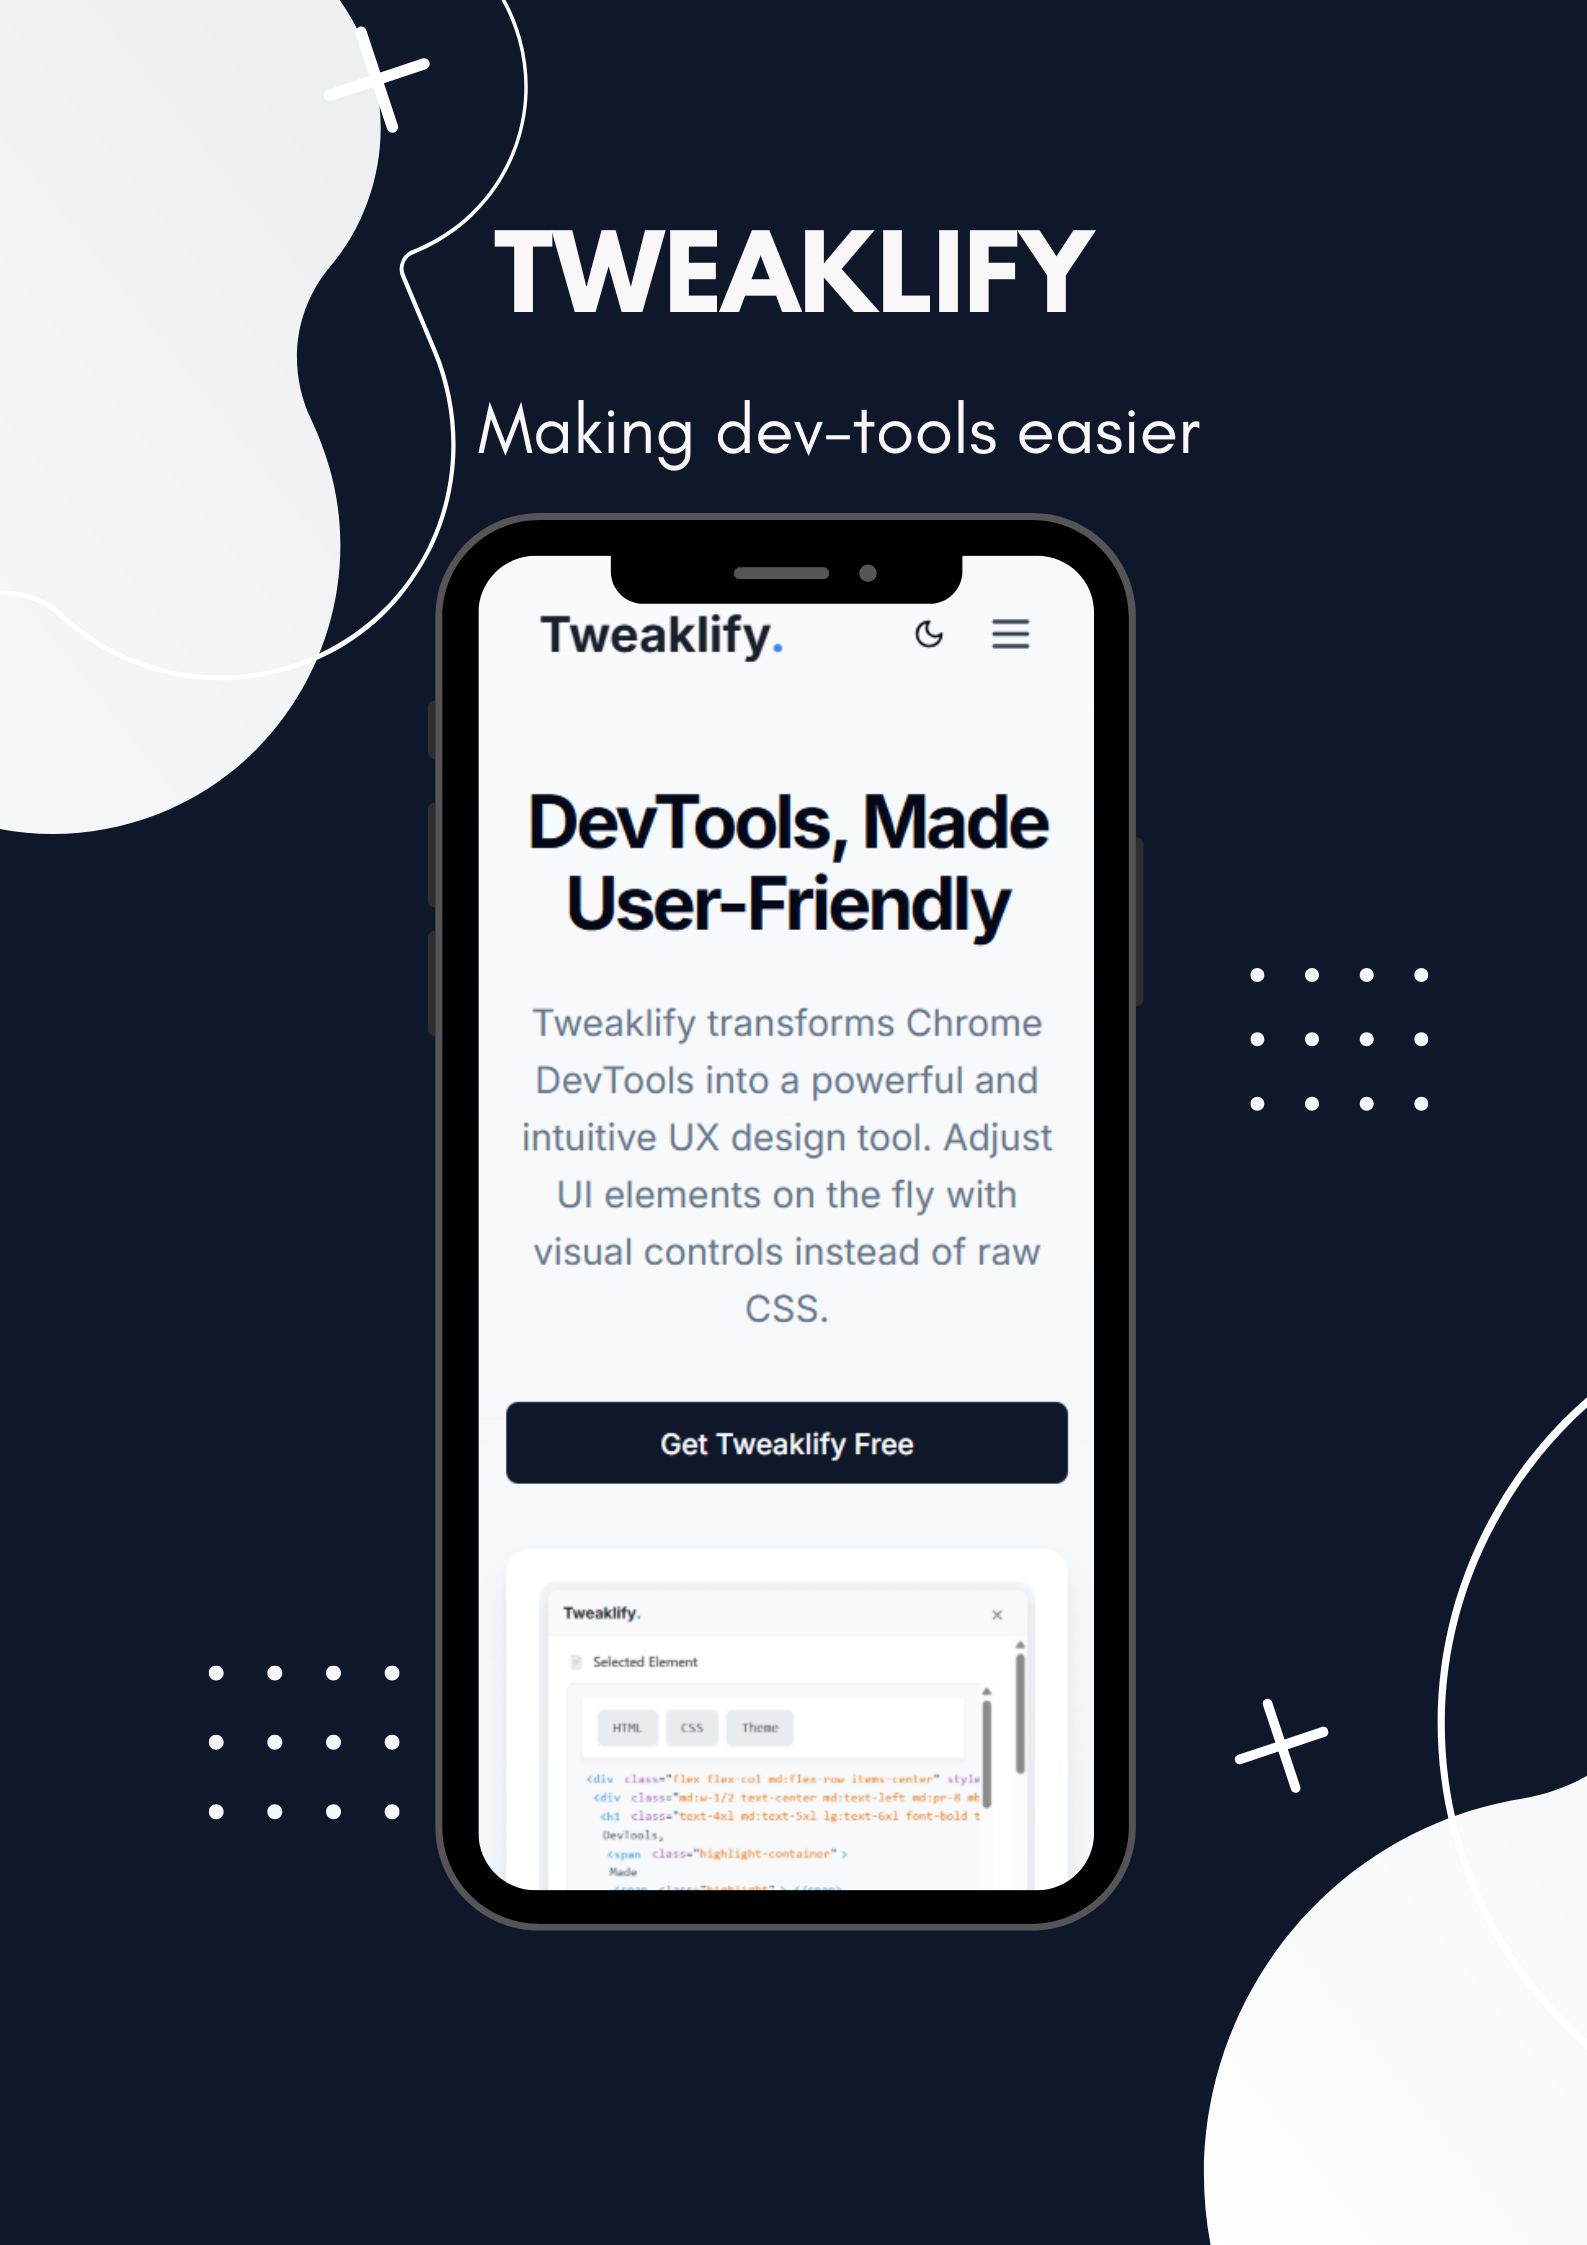 TWEAKLIFY
Making dev-tools easier
Tweaklify.
DevTools, Made
User-Friendly
Tweaklify transforms Chrome
DevTools into a powerful and
intuitive UX design tool. Adjust
UI elements on the fly with
visual controls instead of raw
CSS.
Get Tweaklify Free
Tweaklify.
Selected Element
HTML CSS Theme
<div class="flex flex-col md:flex-row items-center" style
<div class="md:w-1/2 text-center md:text-left md:pr-8 mb
<h1 class="text-4xl md:text-5xl lg:text-6xl font-bold t
DevTools,
<span class="highlight-container">
Made
<span class="highlight"> </span>